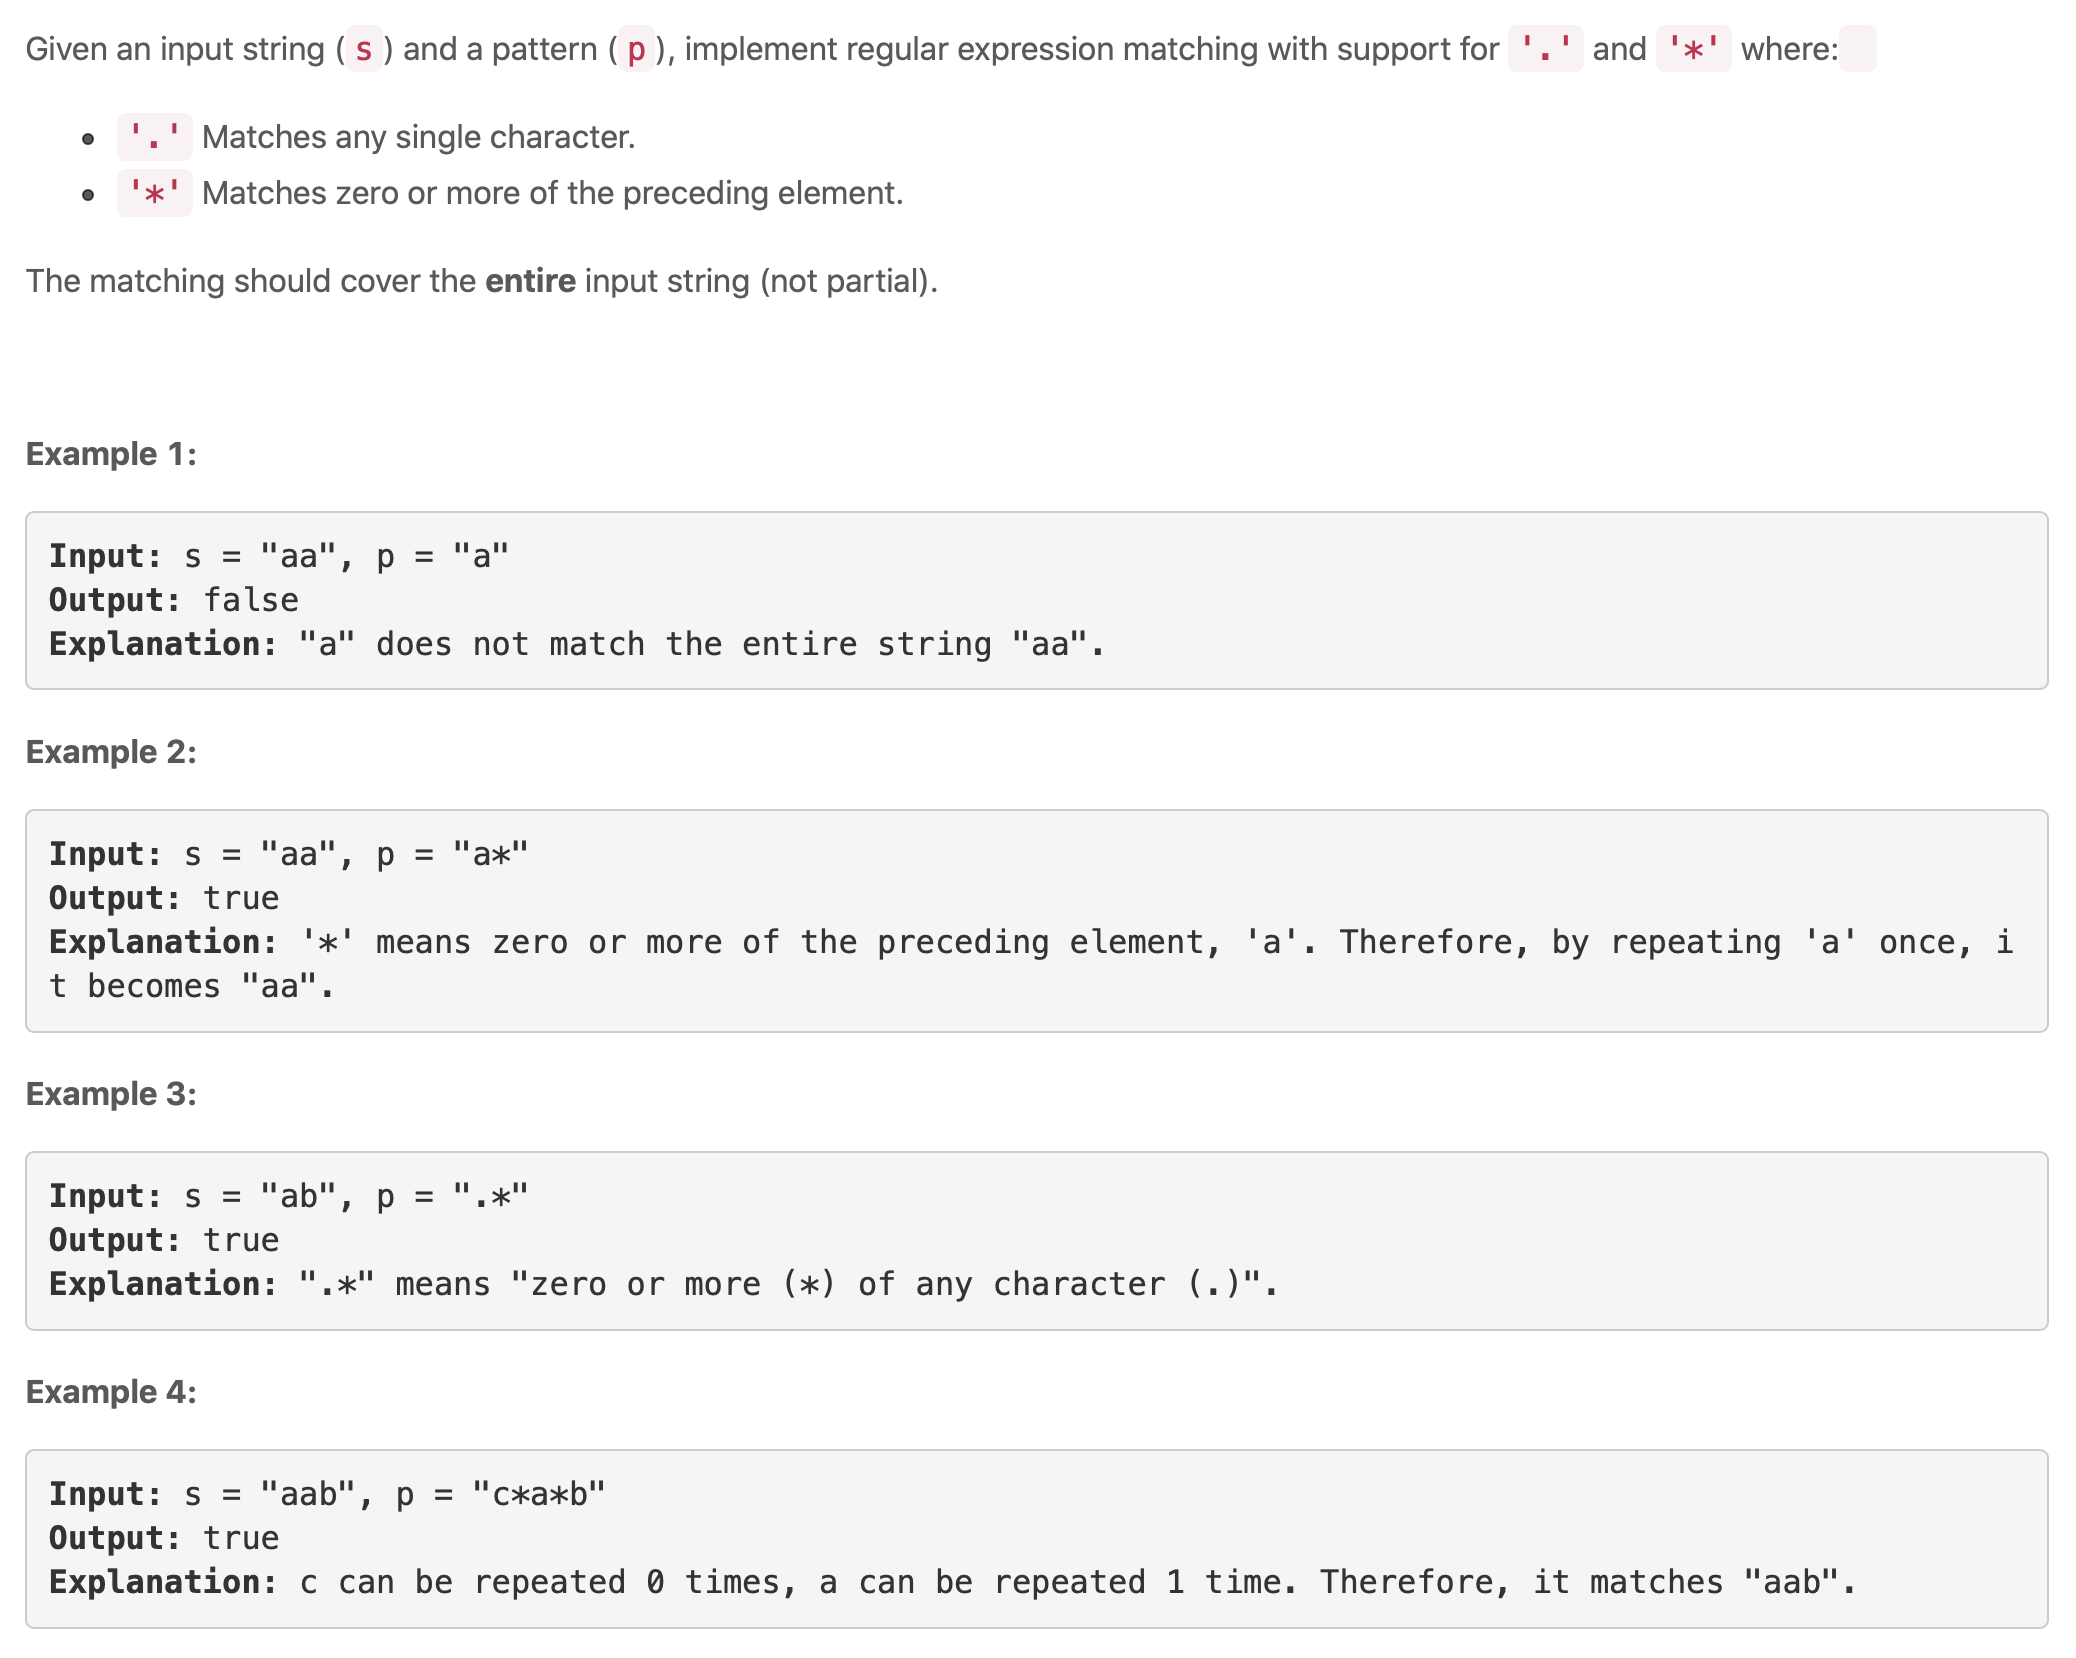 Given an input string (s) and a pattern (p), implement regular expression matching with support for '.' and '*' where:
'.' Matches any single character.
'*' Matches zero or more of the preceding element.
The matching should cover the entire input string (not partial).
Example 1:
Input: s = "aa", p = "a"
Output: false
Explanation: "a" does not match the entire string "aa".
Example 2:
Input: s = "aa", p = "a*"
Output: true
Explanation: '*' means zero or more of the preceding element, 'a'. Therefore, by repeating 'a' once, i
t becomes "aa".
Example 3:
Input: s = "ab", p = ".*"
Output: true
Explanation: ".*" means "zero or more (*) of any character (.)".
Example 4:
Input: s = "aab", p = "c*a*b"
Output: true
Explanation: c can be repeated 0 times, a can be repeated 1 time. Therefore, it matches "aab".